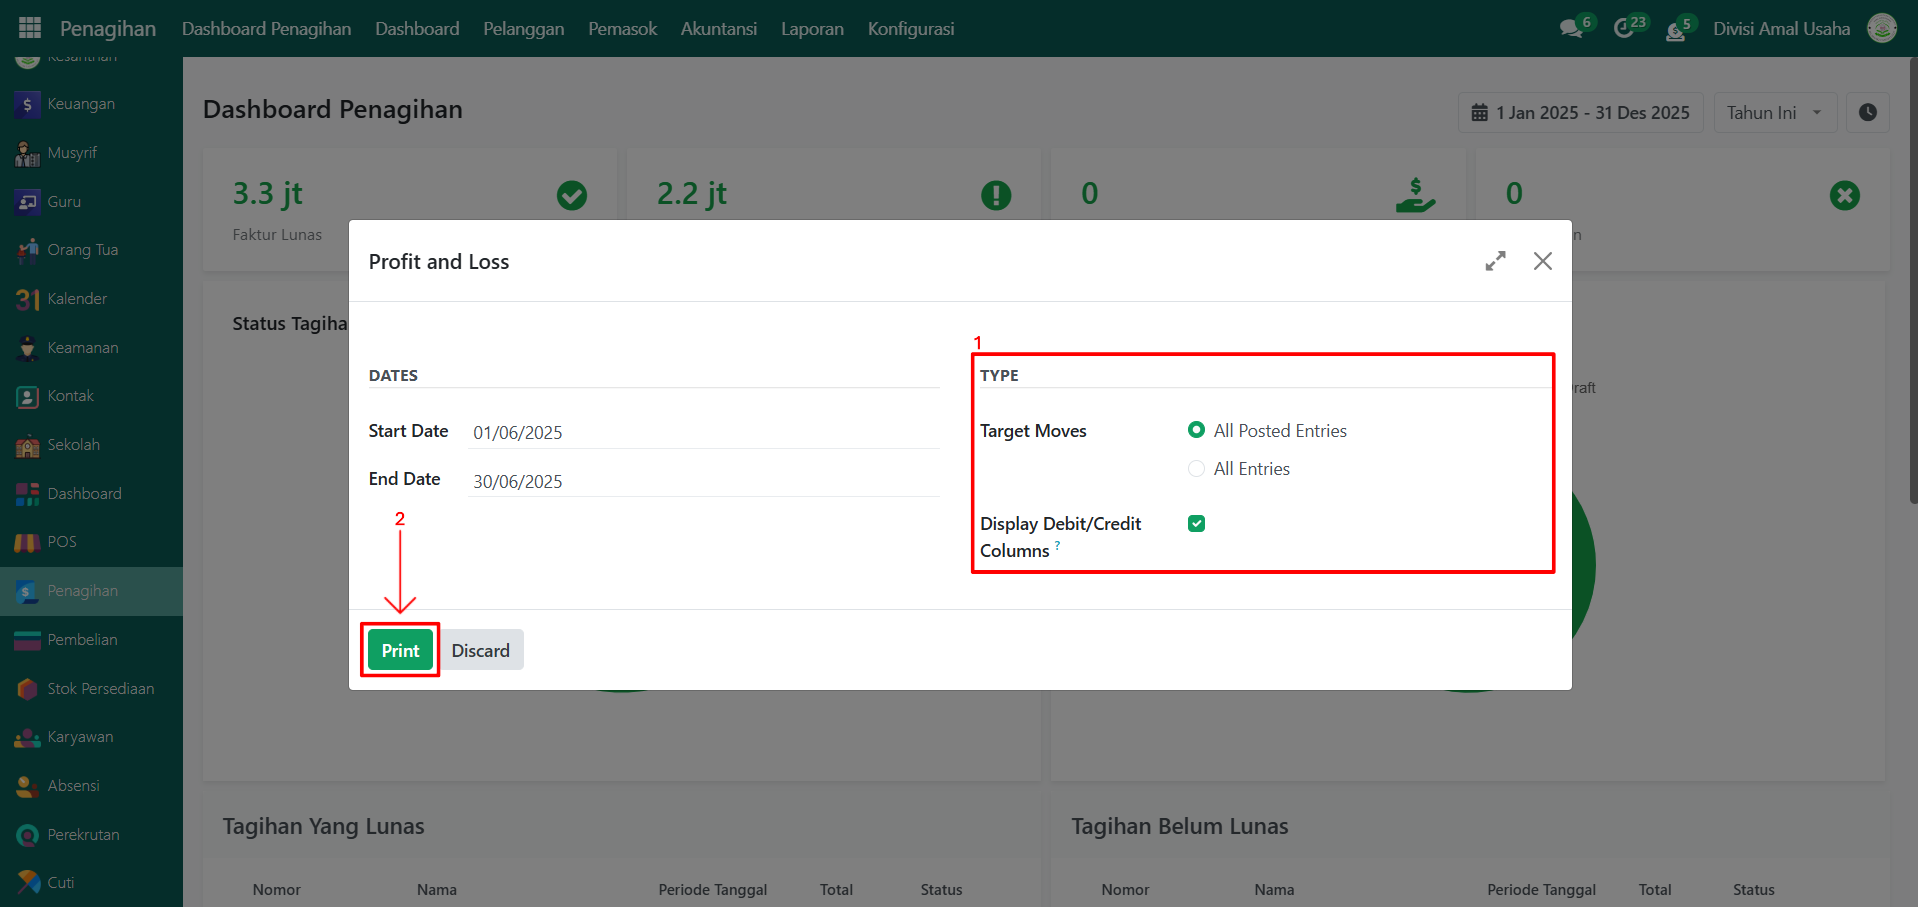 Penagihan Dashboard Penagihan Dashboard Pelanggan Pemasok Akuntansi Laporan Konfigurasi 6 23 5 Divisi Amal Usaha
Keuangan
Musyrif
Guru
Orang Tua
Kalender
Keamanan
Kontak
Sekolah
Dashboard
POS
Penagihan
Pembelian
Stok Persediaan
Karyawan
Absensi
Perekrutan
Cuti
Dashboard Penagihan
1 Jan 2025 - 31 Des 2025 Tahun Ini
3.3 jt
Faktur Lunas
2.2 jt
0
0
Profit and Loss
DATES
Start Date 01/06/2025
End Date 30/06/2025
1
TYPE
Target Moves All Posted Entries
All Entries
Display Debit/Credit
Columns ?
2
Print Discard
Tagihan Yang Lunas
Nomor Nama Periode Tanggal Total Status
Tagihan Belum Lunas
Nomor Nama Periode Tanggal Total Status